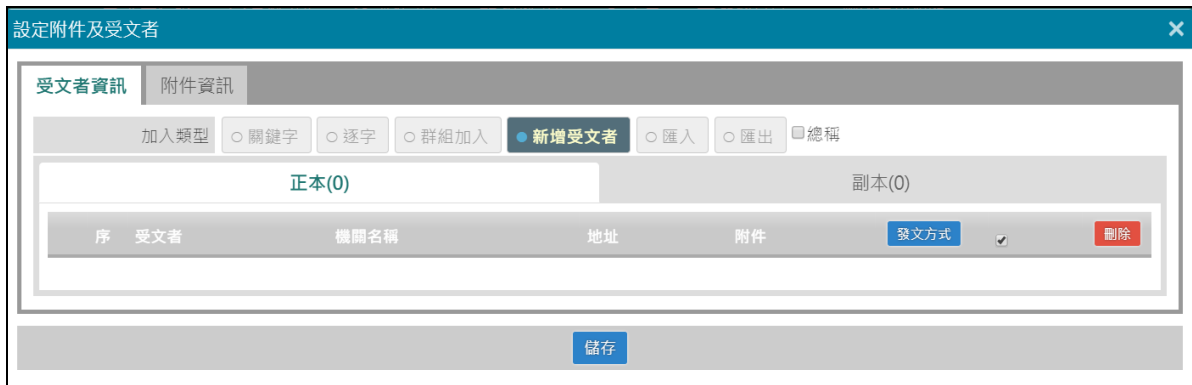 設定附件及受文者
受文者資訊 附件資訊
加入類型 關鍵字 逐字 群組加入 新增受文者 匯入 匯出 總稱
正本(0) 副本(0)
序 受文者 機關名稱 地址 附件 發文方式 刪除
儲存